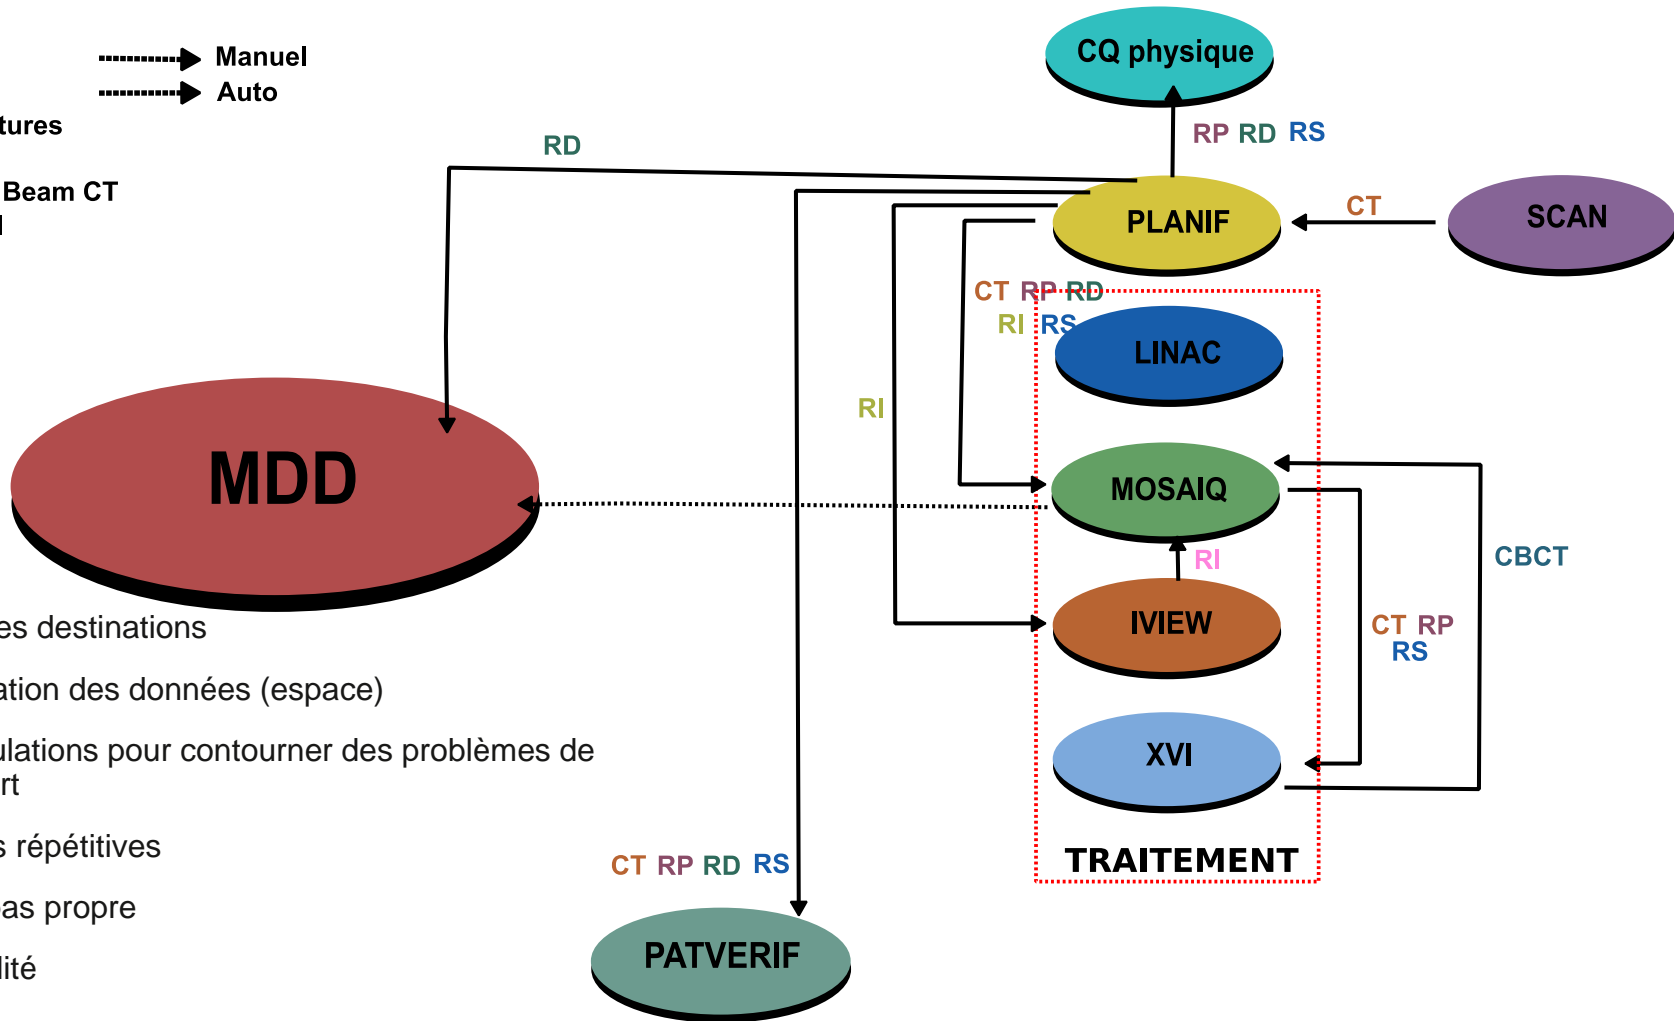 Manuel
Auto
tures
Beam CT
CQ physique
RP RD RS
RD
PLANIF
CT
SCAN
CT RP RD
RI RS
LINAC
RI
MDD
MOSAIQ
RI
CBCT
IVIEW
CT RP
RS
es destinations
ation des données (espace)
ulations pour contourner des problèmes de
rt
XVI
s répétitives
TRAITEMENT
CT RP RD RS
as propre
PATVERIF
lité